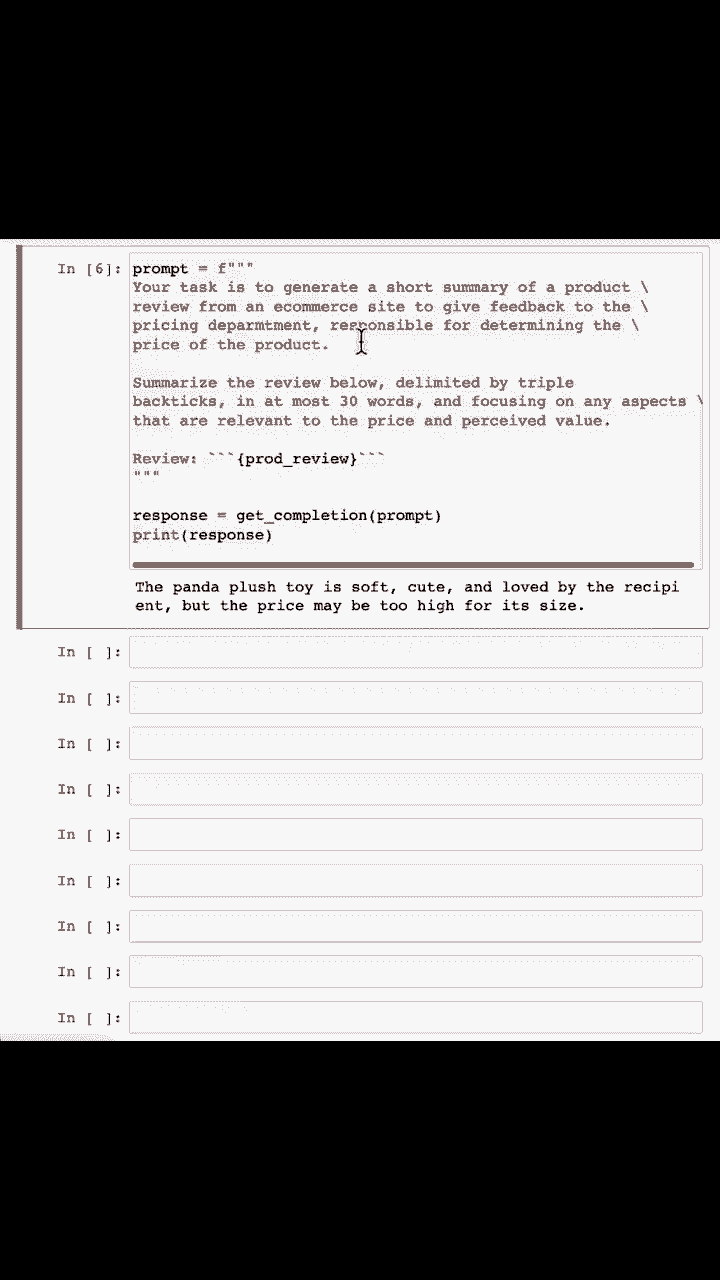 In [6]: prompt = f"""
Your task is to generate a short summary of a product \
review from an ecommerce site to give feedback to the \
pricing deparmtment, responsible for determining the \
price of the product.
Summarize the review below, delimited by triple
backticks, in at most 30 words, and focusing on any aspects \
that are relevant to the price and perceived value.
Review: ```{prod_review}```
"""
response = get_completion(prompt)
print(response)
The panda plush toy is soft, cute, and loved by the recipi
ent, but the price may be too high for its size.
In [ ]:
In [ ]:
In [ ]:
In [ ]:
In [ ]:
In [ ]:
In [ ]:
In [ ]:
In [ ]: